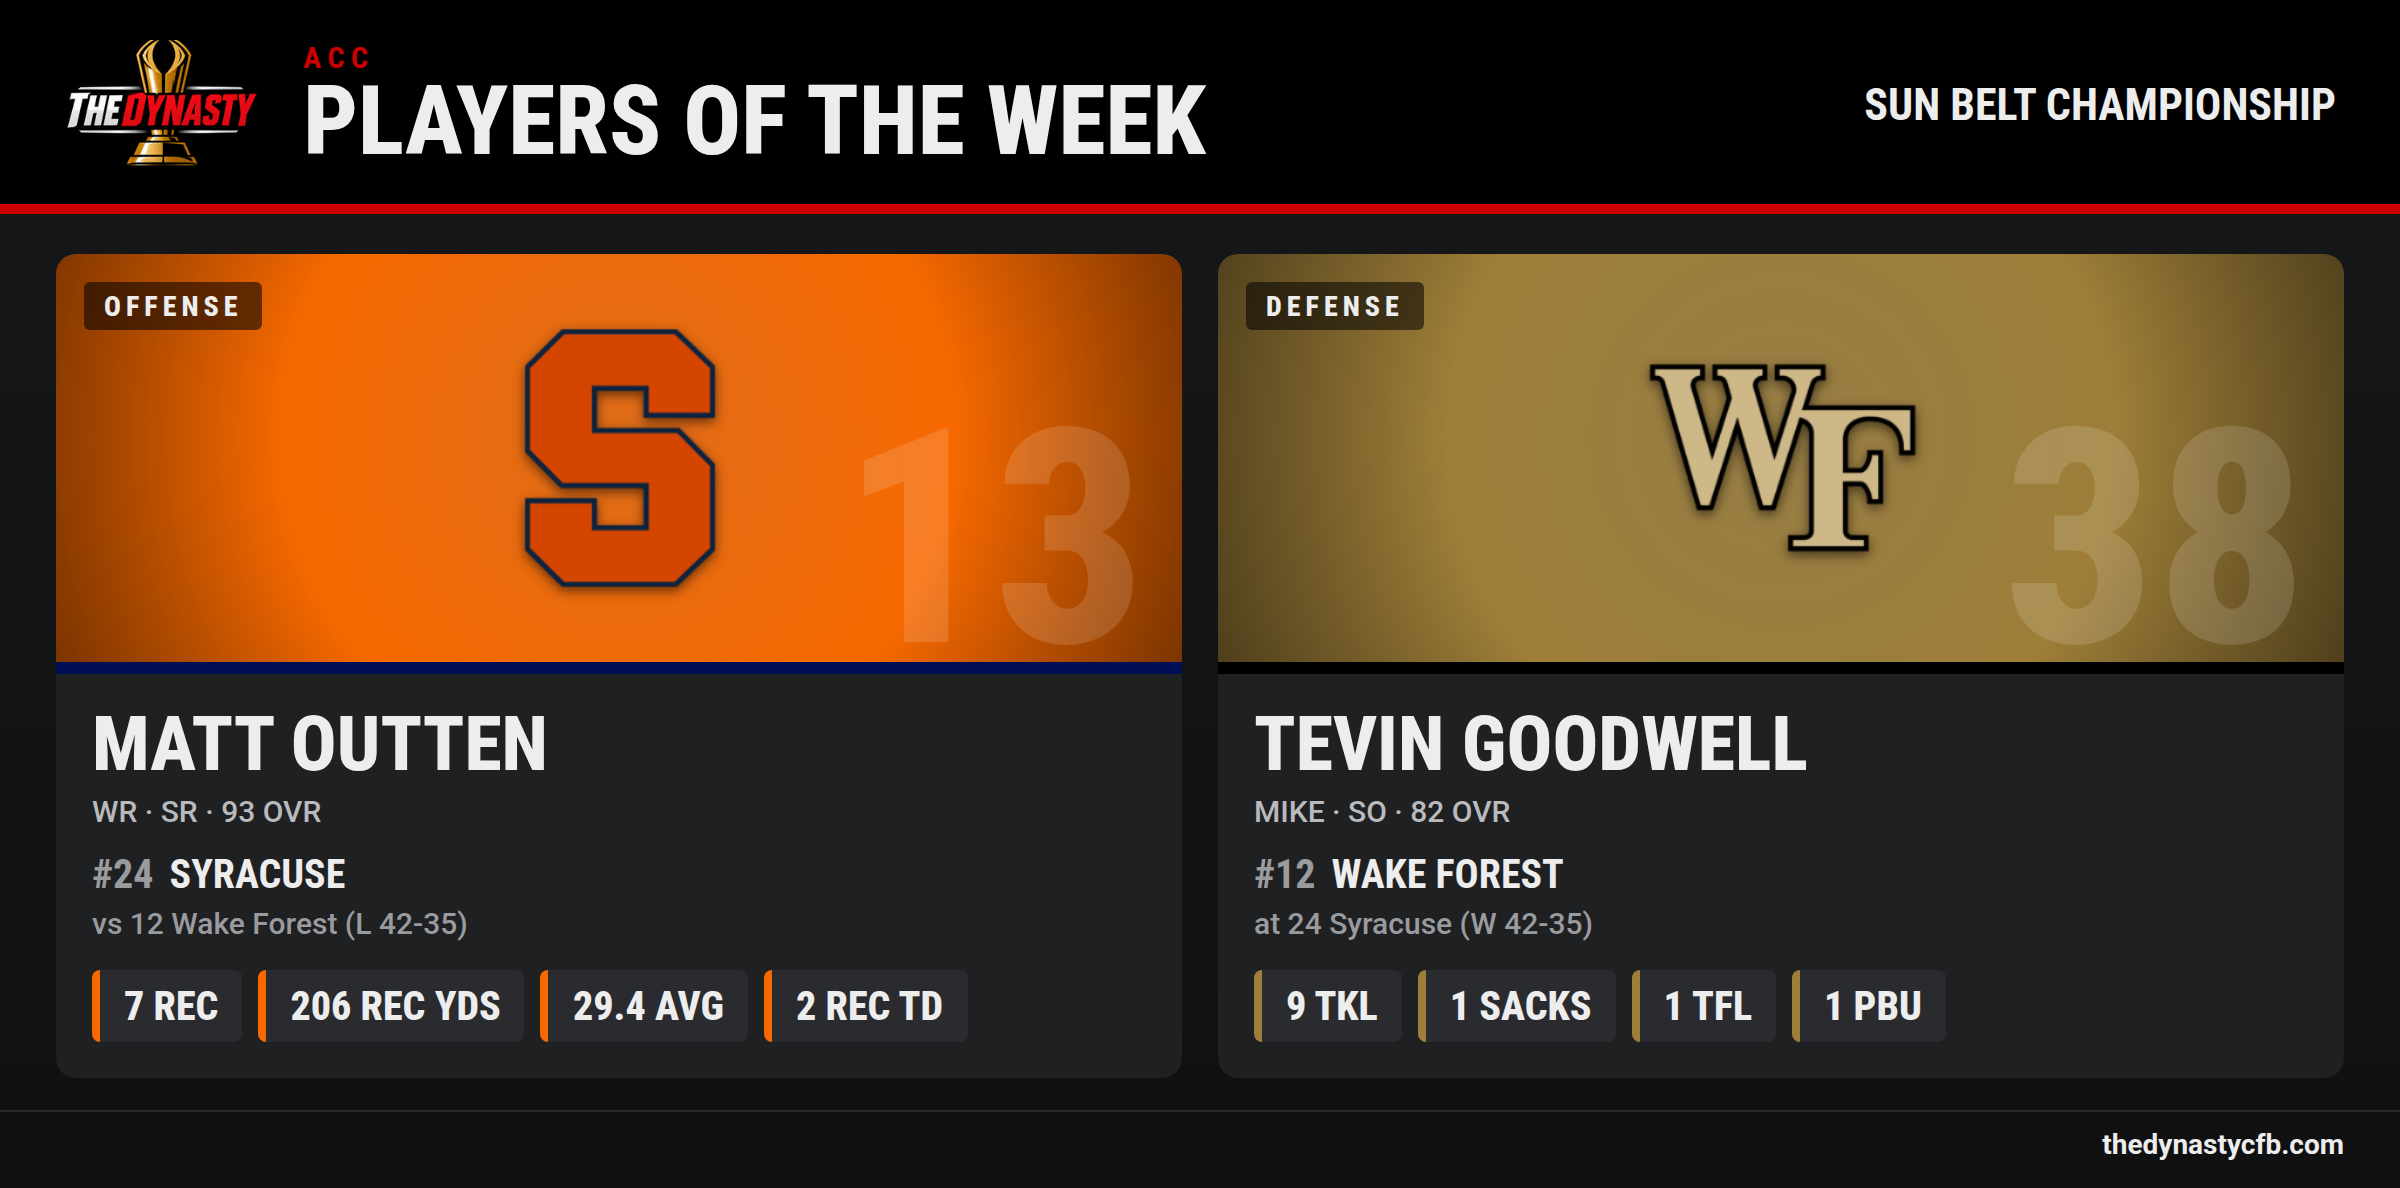 THE DYNASTY
ACC
PLAYERS OF THE WEEK
SUN BELT CHAMPIONSHIP
OFFENSE
S
13
MATT OUTTEN
WR · SR · 93 OVR
#24 SYRACUSE
vs 12 Wake Forest (L 42-35)
7 REC
206 REC YDS
29.4 AVG
2 REC TD
DEFENSE
WF
38
TEVIN GOODWELL
MIKE · SO · 82 OVR
#12 WAKE FOREST
at 24 Syracuse (W 42-35)
9 TKL
1 SACKS
1 TFL
1 PBU
thedynastycfb.com